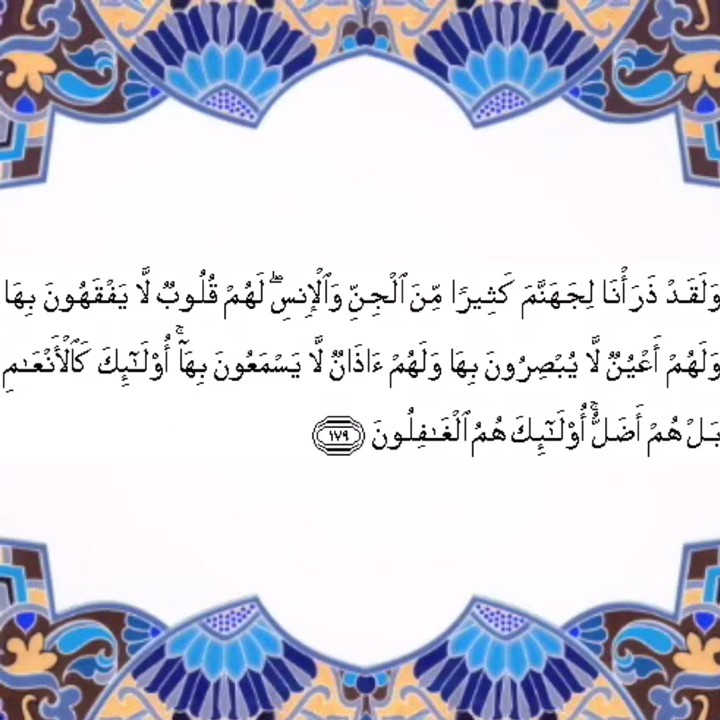 وَلَقَدْ ذَرَأْنَا لِجَهَنَّمَ كَثِيرًا مِّنَ ٱلْجِنِّ وَٱلْإِنسِ ۖ لَهُمْ قُلُوبٌ لَّا يَفْقَهُونَ بِهَا
وَلَهُمْ أَعْيُنٌ لَّا يُبْصِرُونَ بِهَا وَلَهُمْ ءَاذَانٌ لَّا يَسْمَعُونَ بِهَآ ۚ أُو۟لَـٰٓئِكَ كَٱلْأَنْعَـٰمِ
بَلْ هُمْ أَضَلُّ ۚ أُو۟لَـٰٓئِكَ هُمُ ٱلْغَـٰفِلُونَ ١٧٩